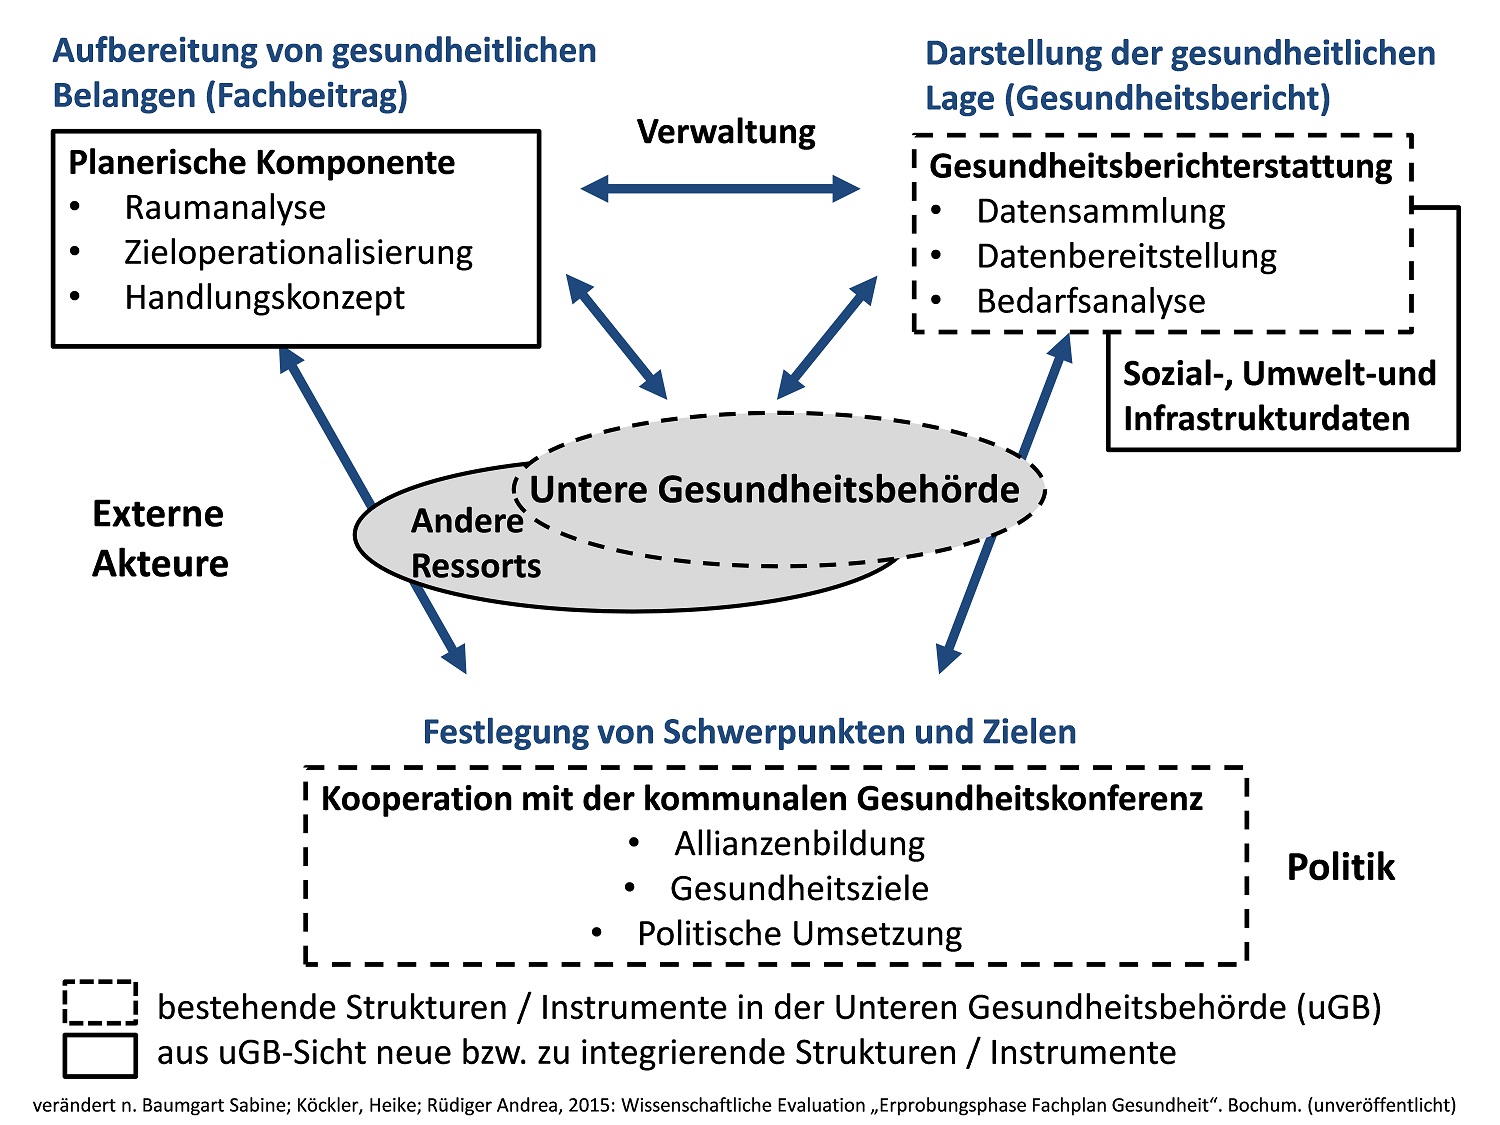 Aufbereitung von gesundheitlichen
Belangen (Fachbeitrag)
Planerische Komponente
• Raumanalyse
• Zieloperationalisierung
• Handlungskonzept
Verwaltung
Darstellung der gesundheitlichen
Lage (Gesundheitsbericht)
Gesundheitsberichterstattung
• Datensammlung
• Datenbereitstellung
• Bedarfsanalyse
Sozial-, Umwelt-und
Infrastrukturdaten
Untere Gesundheitsbehörde
Andere
Ressorts
Externe
Akteure
Festlegung von Schwerpunkten und Zielen
Kooperation mit der kommunalen Gesundheitskonferenz
• Allianzenbildung
• Gesundheitsziele
• Politische Umsetzung
Politik
bestehende Strukturen / Instrumente in der Unteren Gesundheitsbehörde (uGB)
aus uGB-Sicht neue bzw. zu integrierende Strukturen / Instrumente
verändert n. Baumgart Sabine; Köckler, Heike; Rüdiger Andrea, 2015: Wissenschaftliche Evaluation „Erprobungsphase Fachplan Gesundheit“. Bochum. (unveröffentlicht)